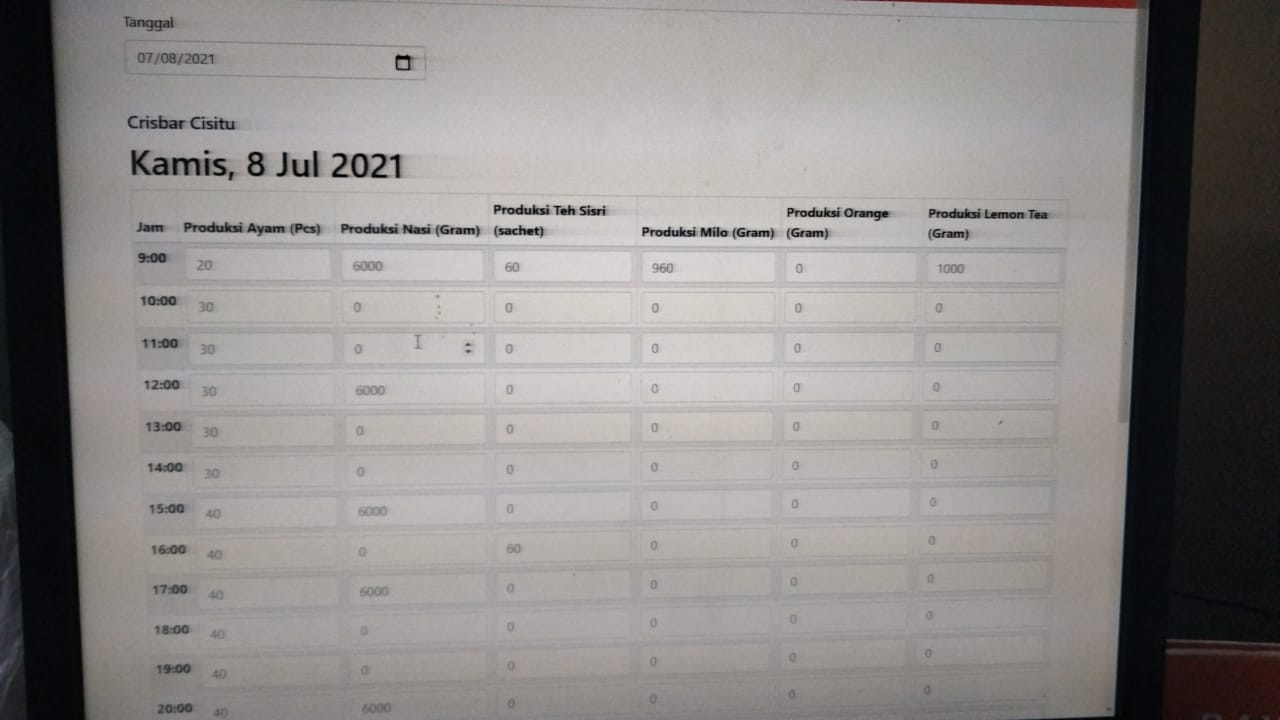 Tanggal
07/08/2021
Crisbar Cisitu
Kamis, 8 Jul 2021
Jam Produksi Ayam (Pcs) Produksi Nasi (Gram) Produksi Teh Sisri (sachet) Produksi Milo (Gram) Produksi Orange (Gram) Produksi Lemon Tea (Gram)
9:00 20 6000 60 960 0 1000
10:00 30 0 0 0 0 0
11:00 30 0 0 0 0 0
12:00 30 6000 0 0 0 0
13:00 30 0 0 0 0 0
14:00 30 0 0 0 0 0
15:00 40 6000 0 0 0 0
16:00 40 0 60 0 0 0
17:00 40 6000 0 0 0 0
18:00 40 0 0 0 0 0
19:00 40 0 0 0 0 0
20:00 40 6000 0 0 0 0